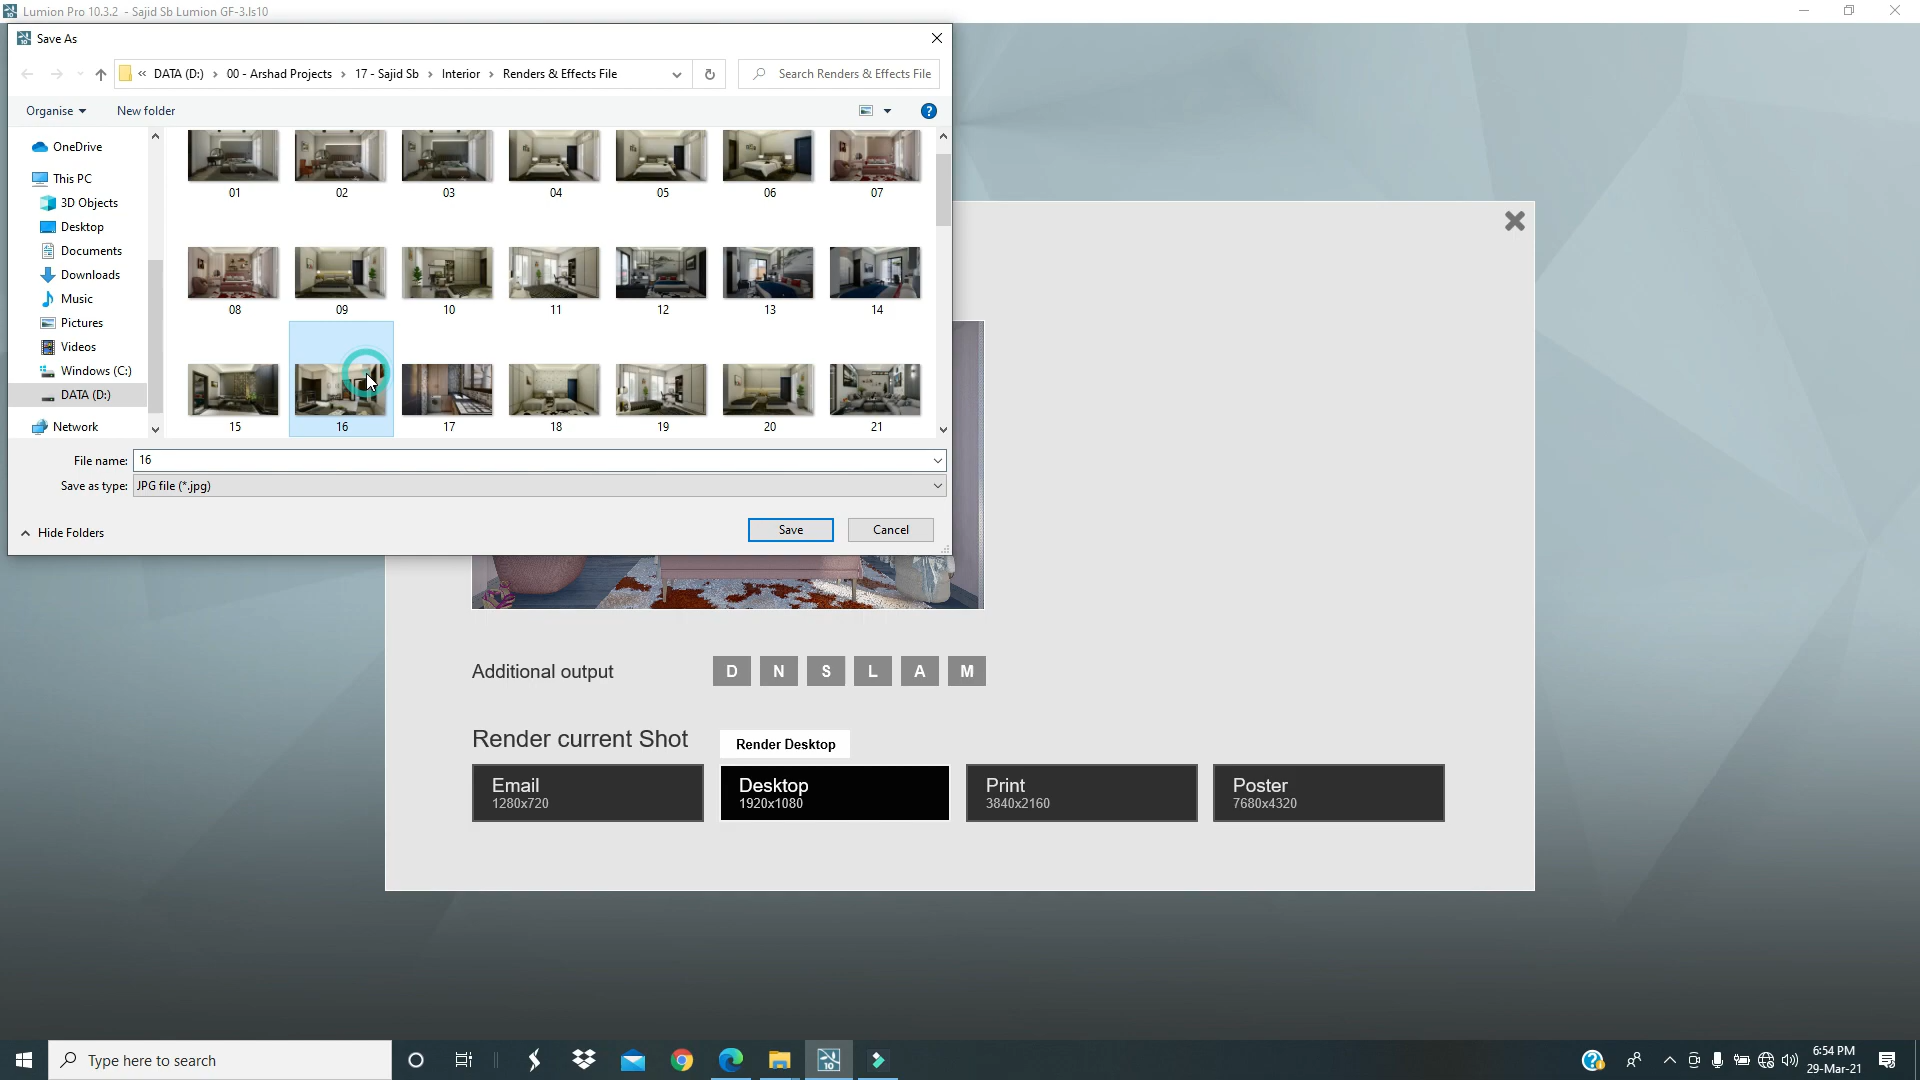 Lumion Pro 10.3.2 - Sajid Sb Lumion GF-3.ls10
Save As
« DATA (D:) › 00 - Arshad Projects › 17 - Sajid Sb › Interior › Renders & Effects File
Search Renders & Effects File
Organise
New folder
OneDrive
This PC
3D Objects
Desktop
Documents
Downloads
Music
Pictures
Videos
Windows (C:)
DATA (D:)
Network
01 02 03 04 05 06 07
08 09 10 11 12 13 14
15 16 17 18 19 20 21
File name: 16
Save as type: JPG file (*.jpg)
Hide Folders
Save
Cancel
Additional output
D N S L A M
Render current Shot
Render Desktop
Email
1280x720
Desktop
1920x1080
Print
3840x2160
Poster
7680x4320
Type here to search
10
6:54 PM
29-Mar-21